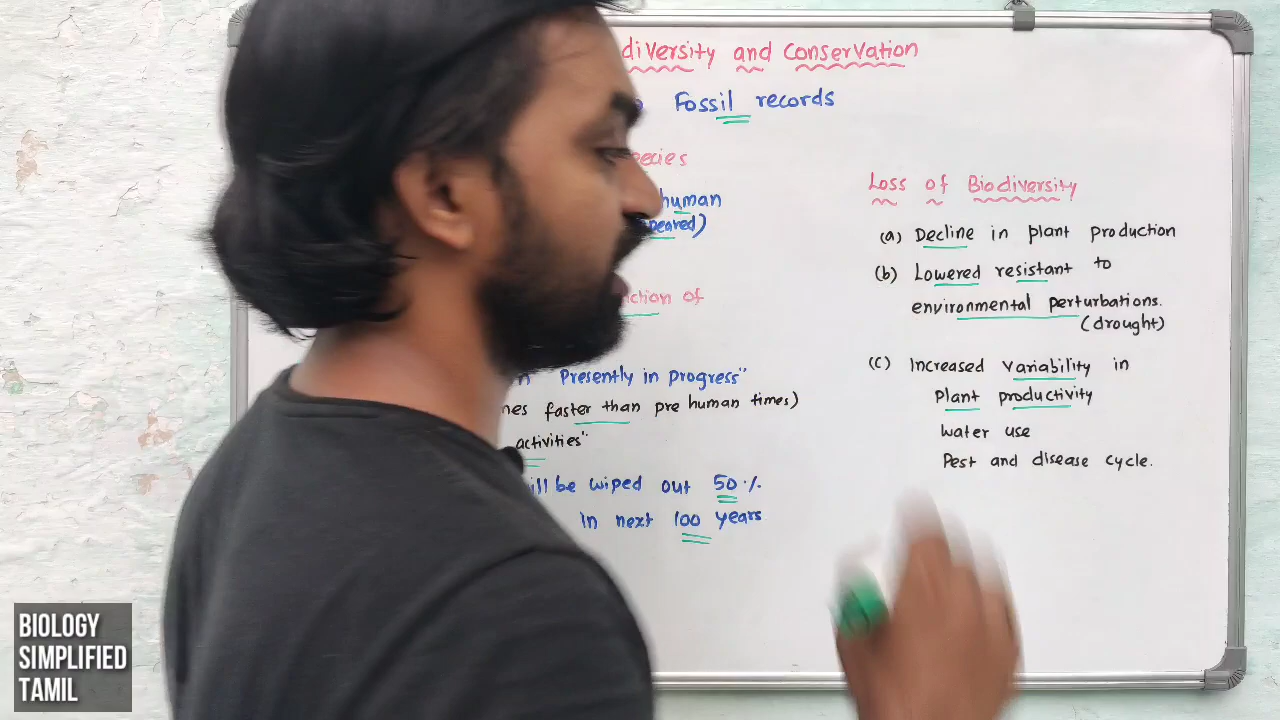 diversity and Conservation
Fossil records
pecies
human
peared)
nction of
Presently in progress"
nes faster than pre human times)
activities"
ill be wiped out 50 %
in next 100 years
Loss of Biodiversity
(a) Decline in plant production
(b) Lowered resistant to
environmental perturbations.
(drought)
(c) Increased variability in
Plant productivity
water use
Pest and disease cycle.
BIOLOGY
SIMPLIFIED
TAMIL